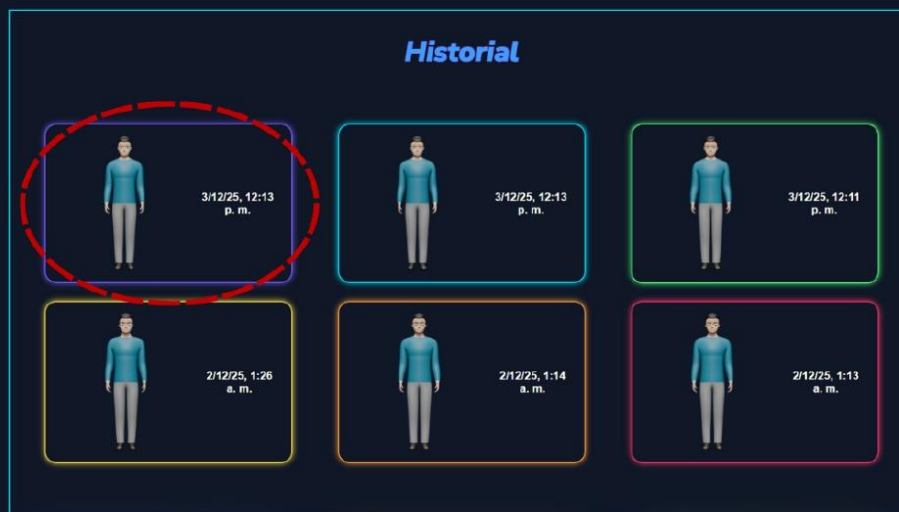 Historial
3/12/25, 12:13
p. m.
3/12/25, 12:13
p. m.
3/12/25, 12:11
p. m.
2/12/25, 1:26
a. m.
2/12/25, 1:14
a. m.
2/12/25, 1:13
a. m.